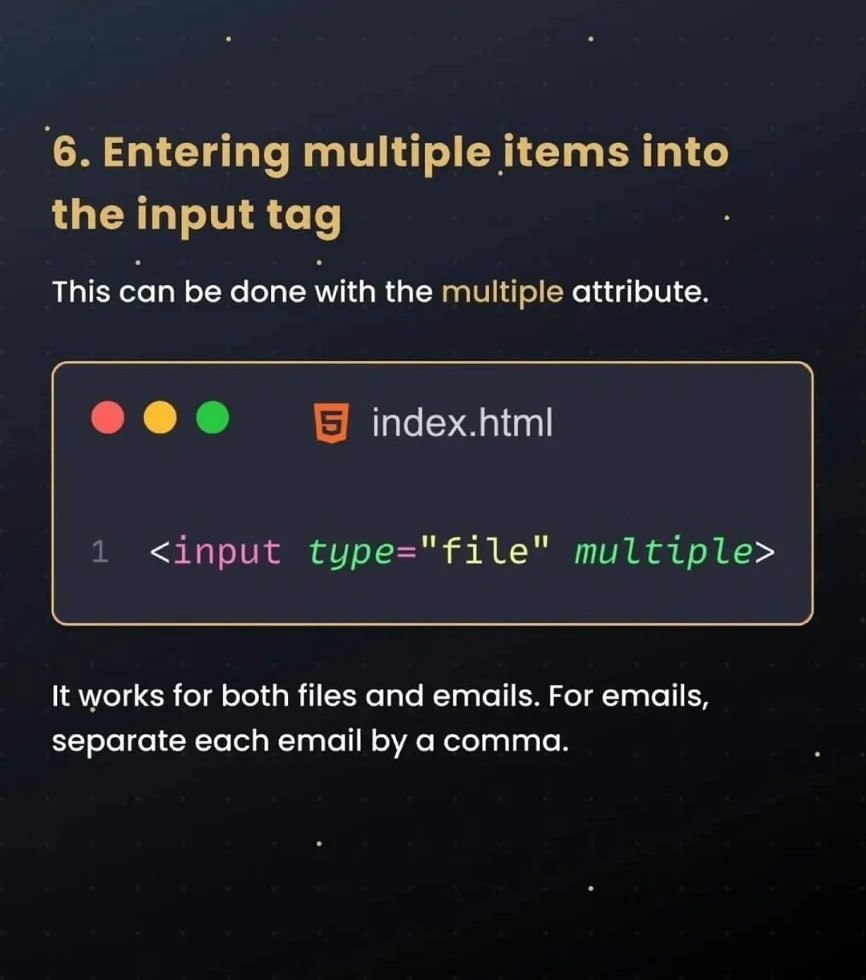 6. Entering multiple items into
the input tag
This can be done with the multiple attribute.
5 index.html
1 <input type="file" multiple>
It works for both files and emails. For emails,
separate each email by a comma.